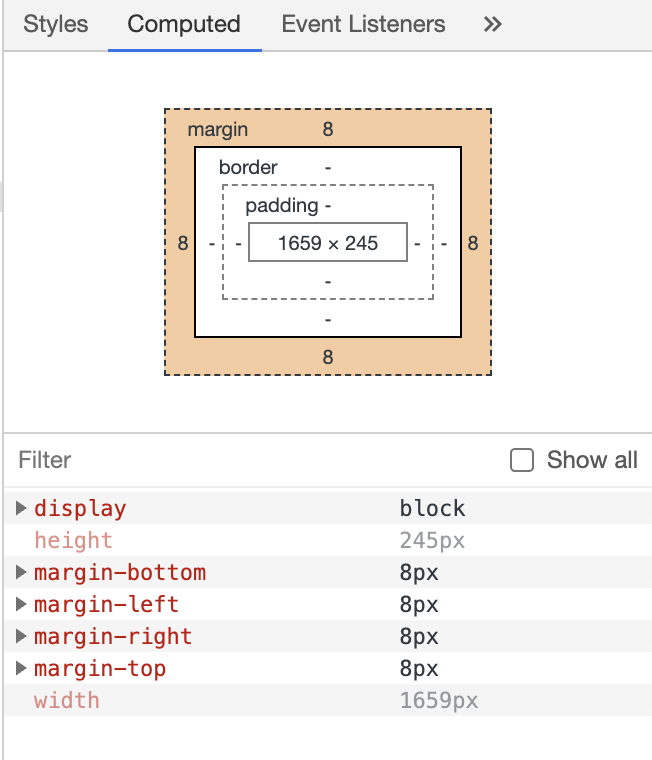 Styles Computed Event Listeners »
margin 8
border -
padding -
8 - - 1659 × 245 - - 8
-
-
8
Filter Show all
display block
height 245px
margin-bottom 8px
margin-left 8px
margin-right 8px
margin-top 8px
width 1659px